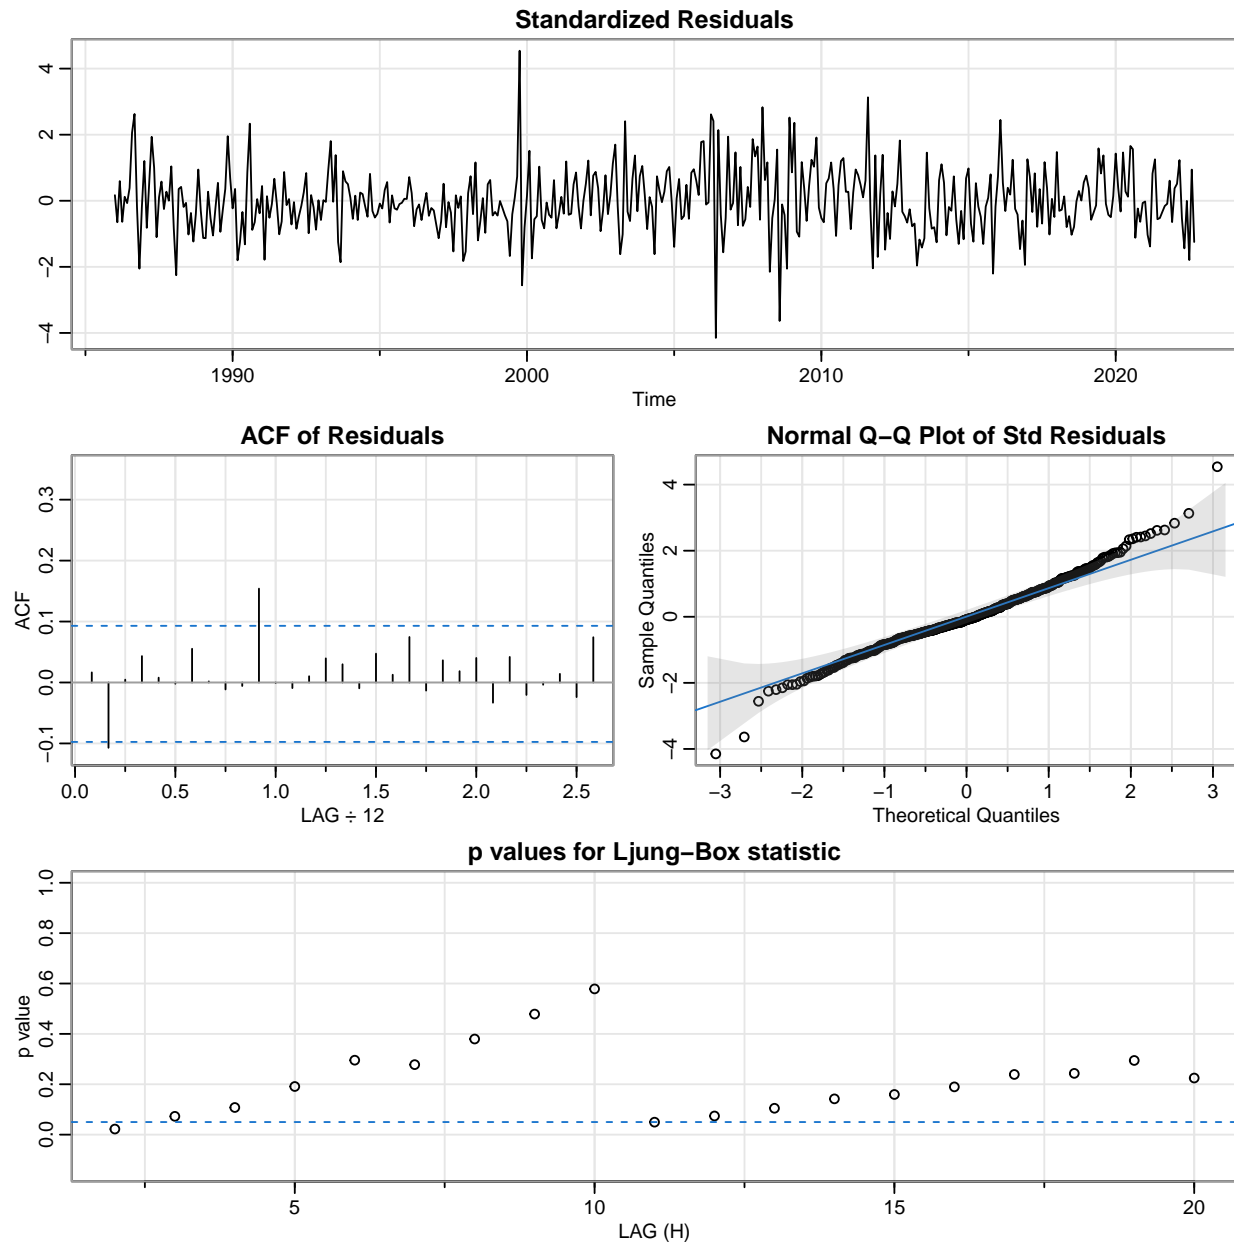 Standardized Residuals
4
2
0
−2
−4
1990 2000 2010 2020
Time
ACF of Residuals
ACF
0.3
0.2
0.1
0.0
−0.1
0.0 0.5 1.0 1.5 2.0 2.5
LAG ÷ 12
Normal Q−Q Plot of Std Residuals
Sample Quantiles
4
2
0
−2
−4
−3 −2 −1 0 1 2 3
Theoretical Quantiles
p values for Ljung−Box statistic
p value
1.0
0.8
0.6
0.4
0.2
0.0
5 10 15 20
LAG (H)